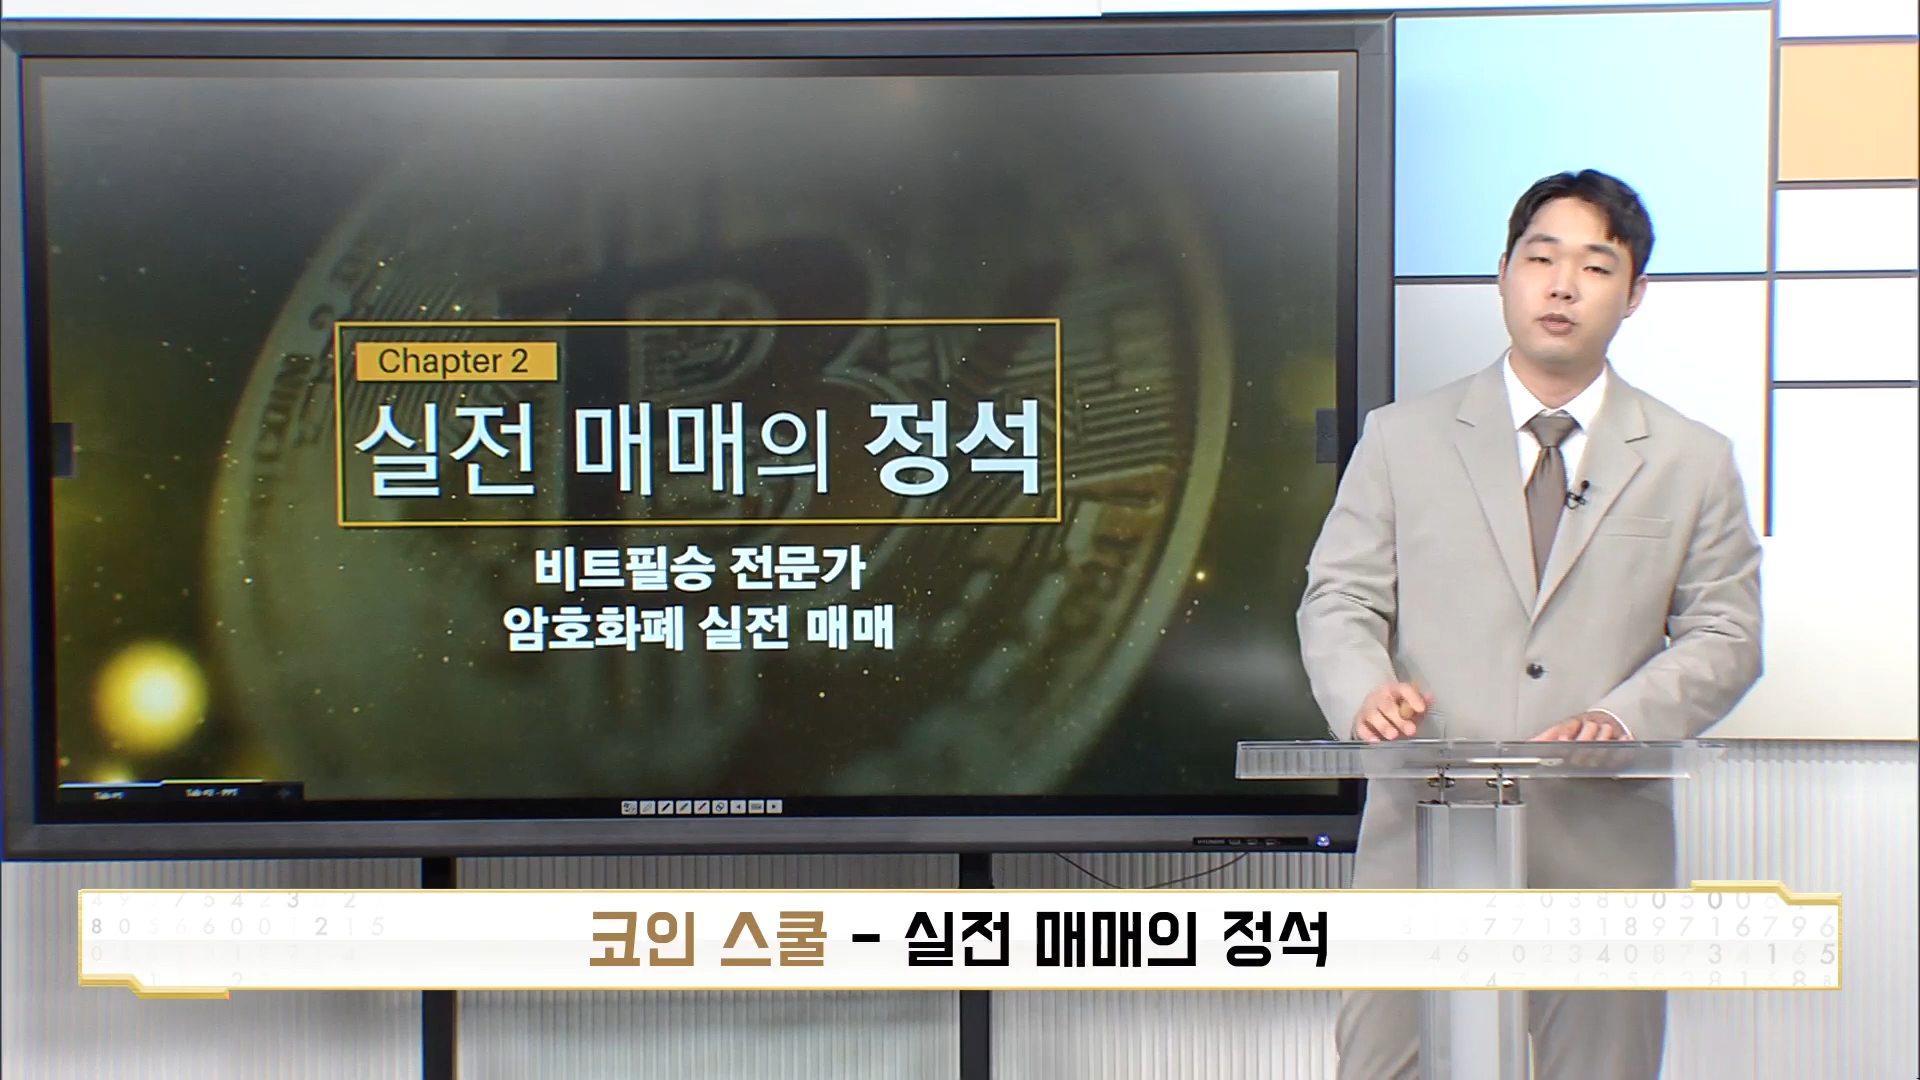 Chapter 2
실전 매매의 정석
비트필승 전문가
암호화폐 실전 매매
코인 스쿨 - 실전 매매의 정석